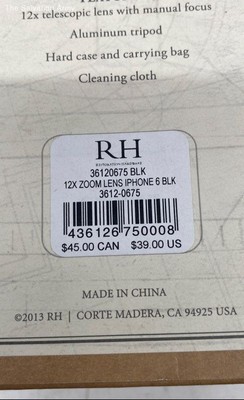 12x telescopic lens with manual focus
Aluminum tripod
Hard case and carrying bag
Cleaning cloth
RH
36120675 BLK
12X ZOOM LENS IPHONE 6 BLK
3612-0675
436126 750008
$45.00 CAN $39.00 US
MADE IN CHINA
©2013 RH | CORTE MADERA, CA 94925 USA